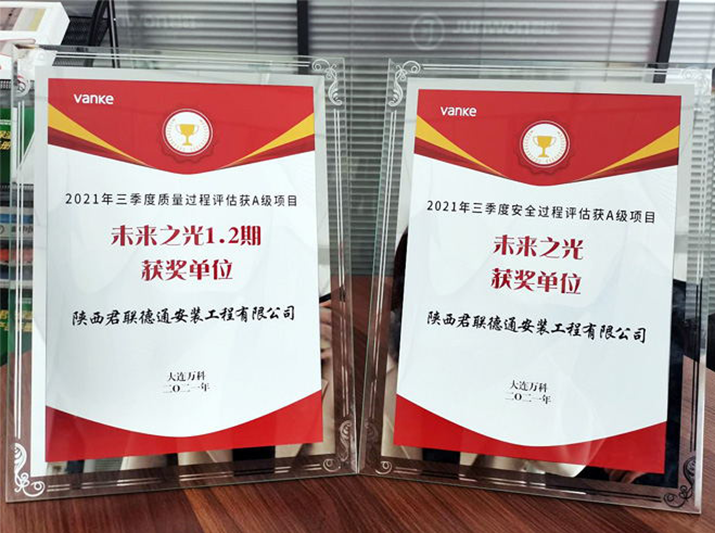 vanke
2021年三季度质量过程评估获A级项目
未来之光1.2期
获奖单位
陕西君联德通安装工程有限公司
大连万科
二〇二一年
vanke
2021年三季度安全过程评估获A级项目
未来之光
获奖单位
陕西君联德通安装工程有限公司
大连万科
二〇二一年